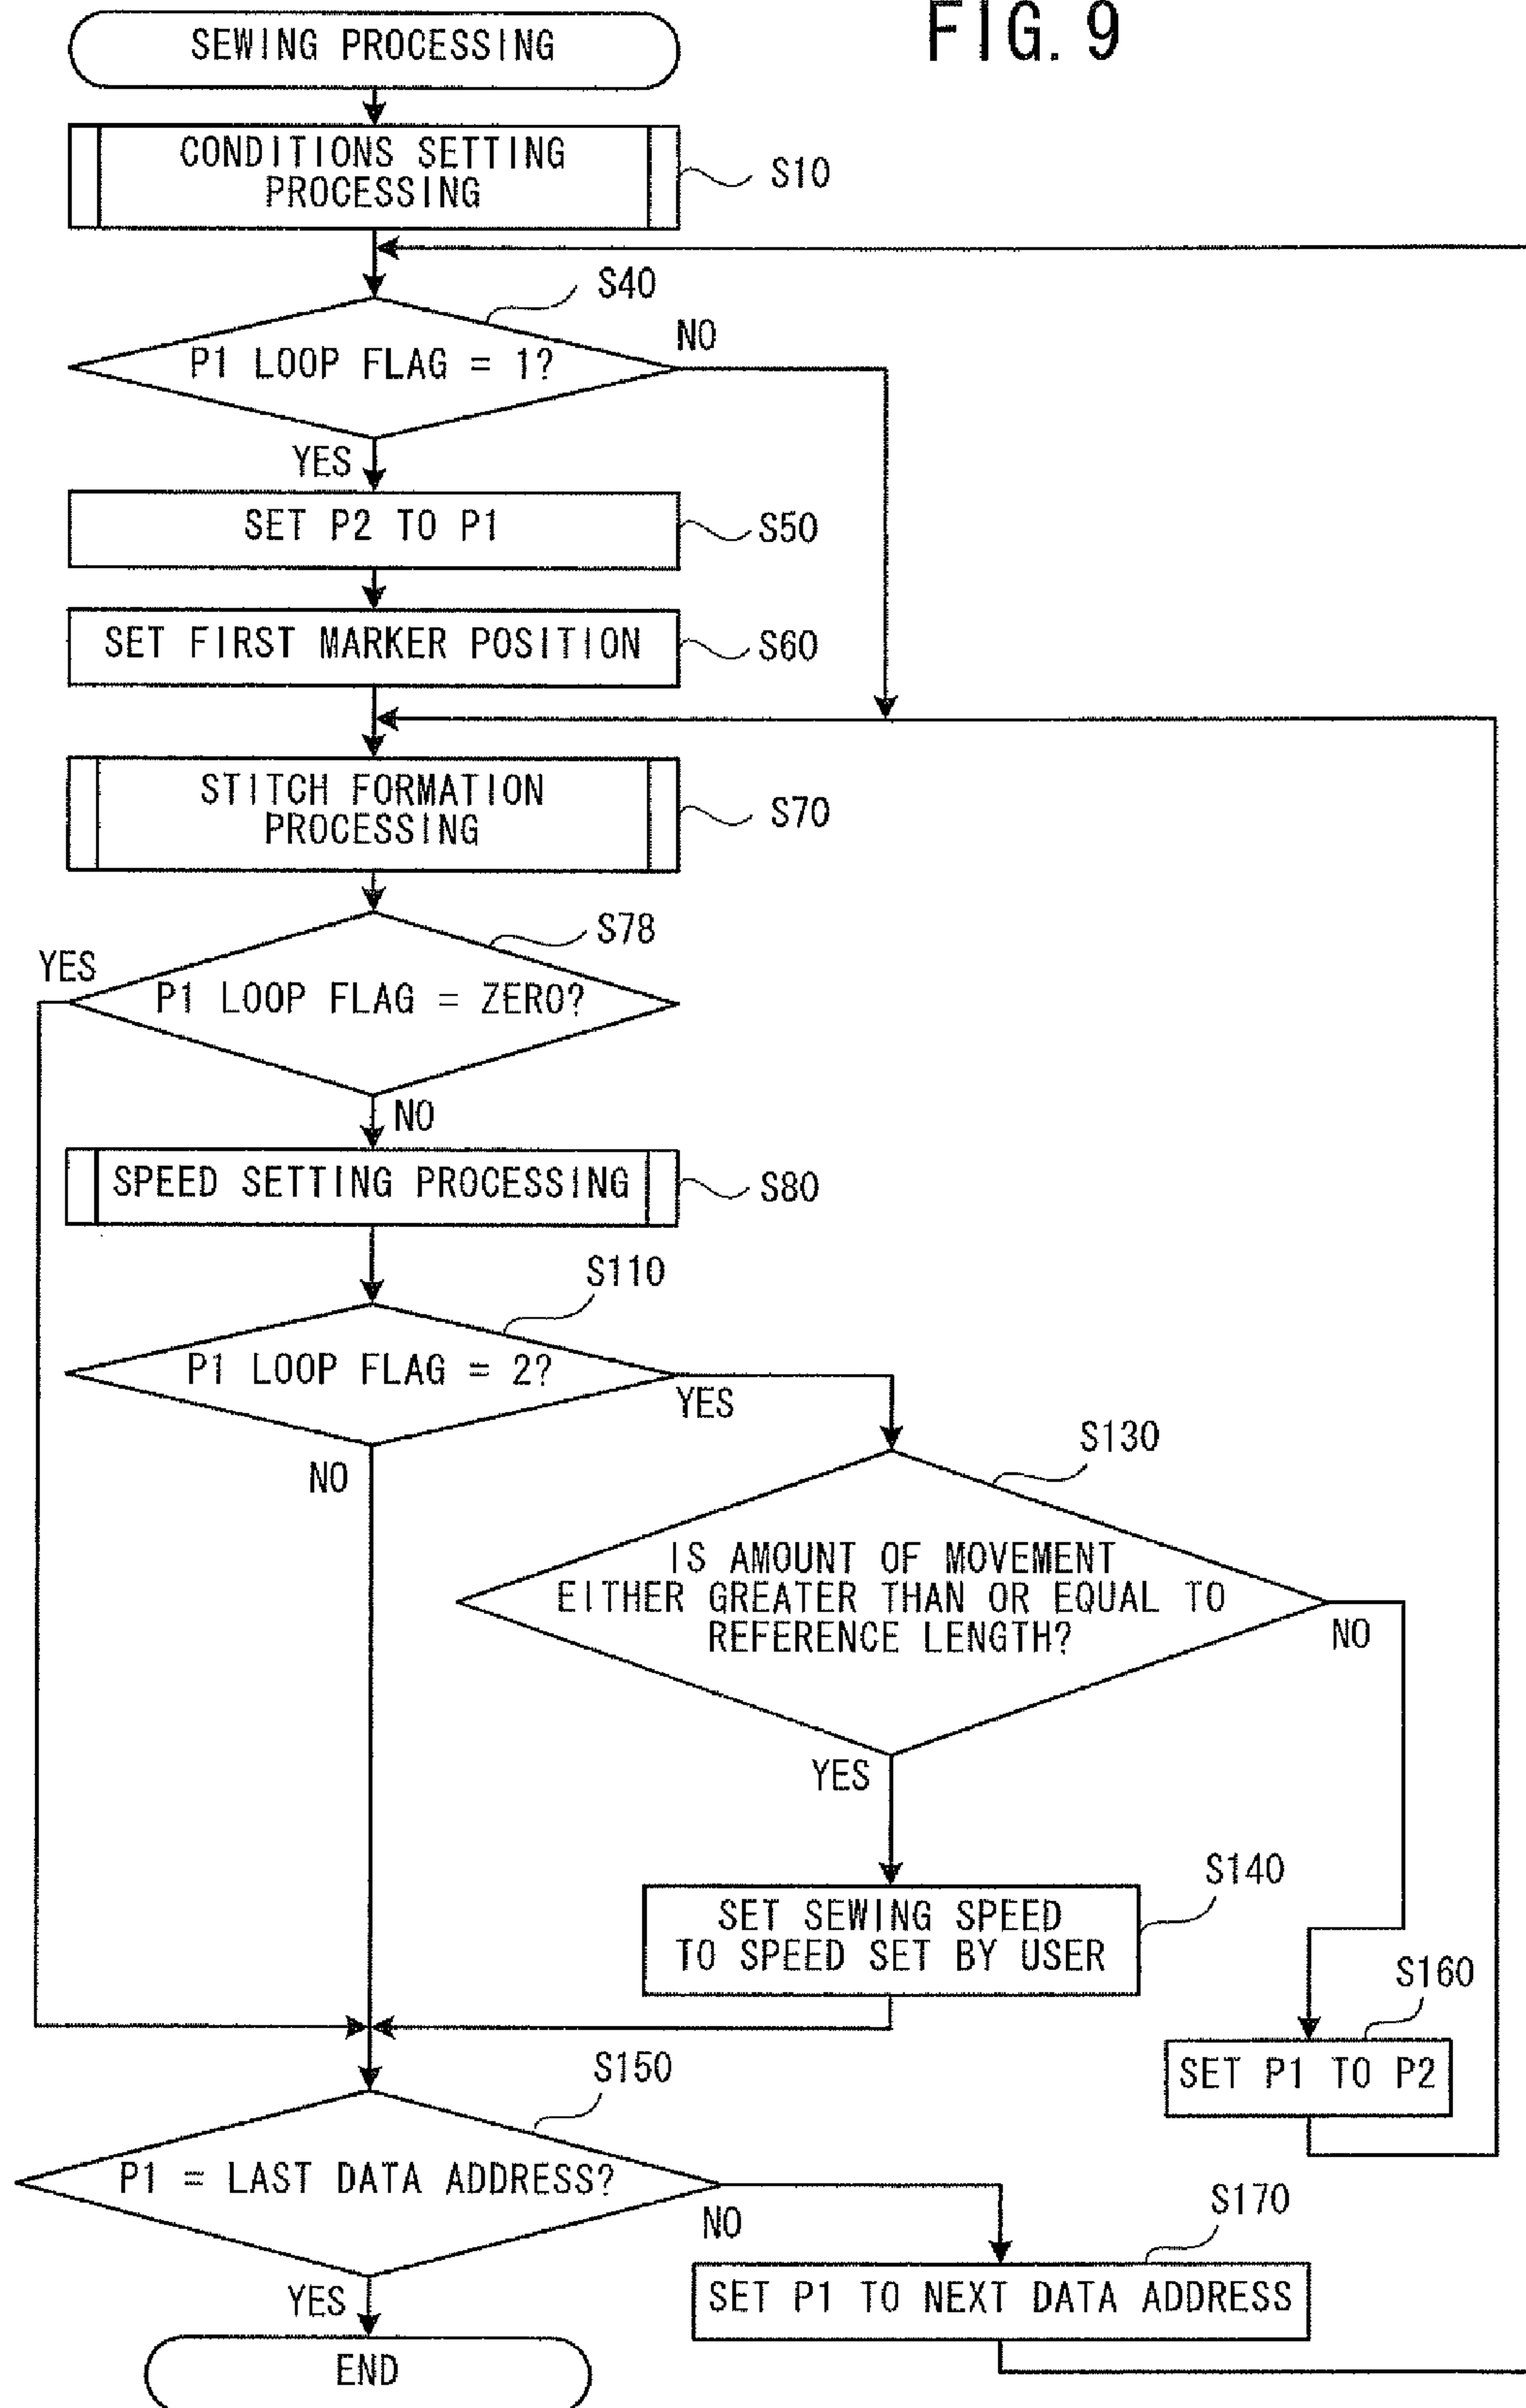 FIG. 9
SEWING PROCESSING
CONDITIONS SETTING
PROCESSING
S10
S40
P1 LOOP FLAG = 1?
NO
YES
SET P2 TO P1
S50
SET FIRST MARKER POSITION
S60
STITCH FORMATION
PROCESSING
S70
S78
YES
P1 LOOP FLAG = ZERO?
NO
SPEED SETTING PROCESSING
S80
S110
P1 LOOP FLAG = 2?
YES
NO
S130
IS AMOUNT OF MOVEMENT
EITHER GREATER THAN OR EQUAL TO
REFERENCE LENGTH?
NO
YES
S140
SET SEWING SPEED
TO SPEED SET BY USER
S160
SET P1 TO P2
S150
P1 = LAST DATA ADDRESS?
NO
S170
SET P1 TO NEXT DATA ADDRESS
YES
END